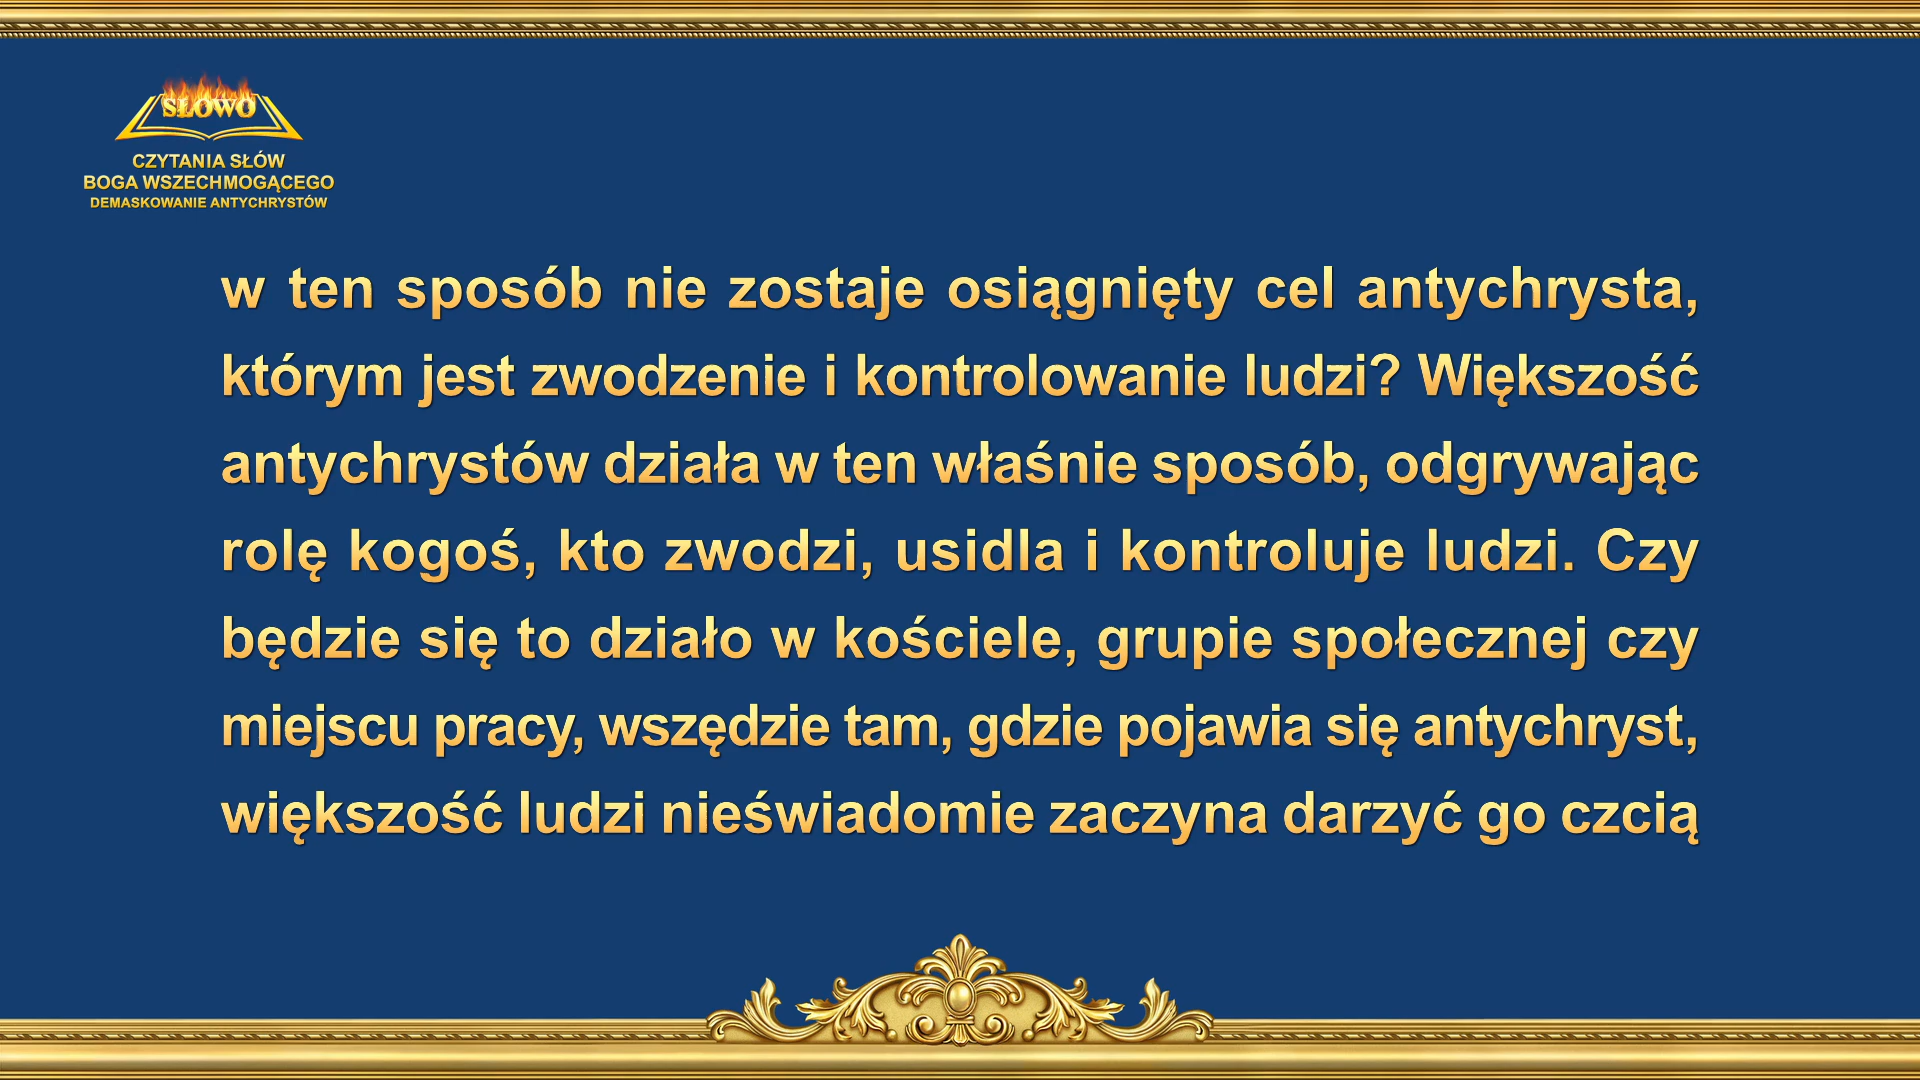 SŁOWO
CZYTANIA SŁÓW
BOGA WSZECHMOGĄCEGO
DEMASKOWANIE ANTYCHRYSTÓW
w ten sposób nie zostaje osiągnięty cel antychrysta,
którym jest zwodzenie i kontrolowanie ludzi? Większość
antychrystów działa w ten właśnie sposób, odgrywając
rolę kogoś, kto zwodzi, usidla i kontroluje ludzi. Czy
będzie się to działo w kościele, grupie społecznej czy
miejscu pracy, wszędzie tam, gdzie pojawia się antychryst,
większość ludzi nieświadomie zaczyna darzyć go czcią